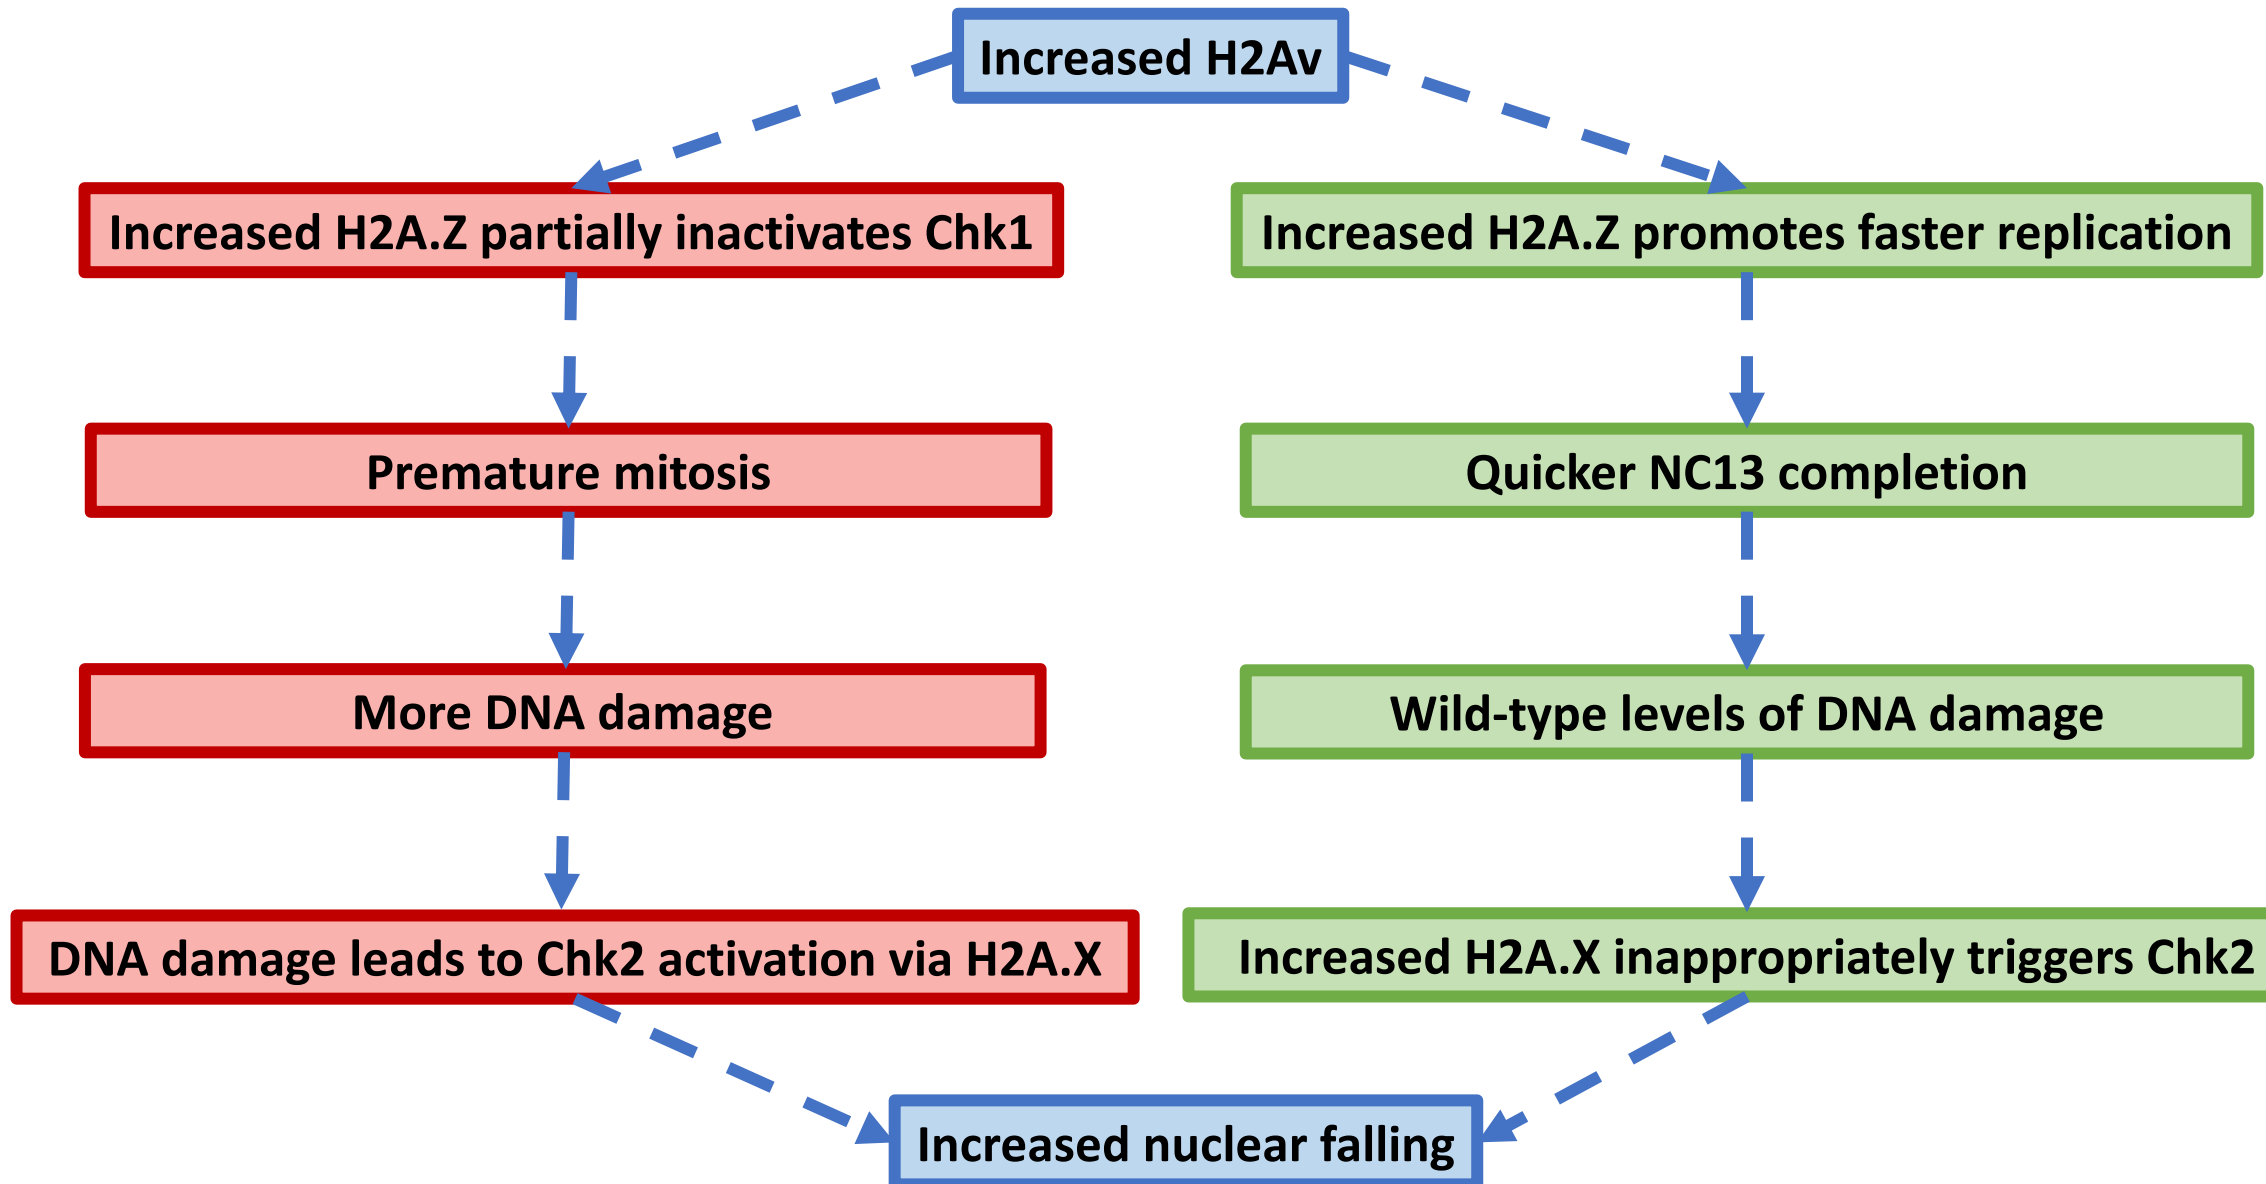 Increased H2Av
Increased H2A.Z partially inactivates Chk1
Increased H2A.Z promotes faster replication
Premature mitosis
Quicker NC13 completion
More DNA damage
Wild-type levels of DNA damage
DNA damage leads to Chk2 activation via H2A.X
Increased H2A.X inappropriately triggers Chk2
Increased nuclear falling